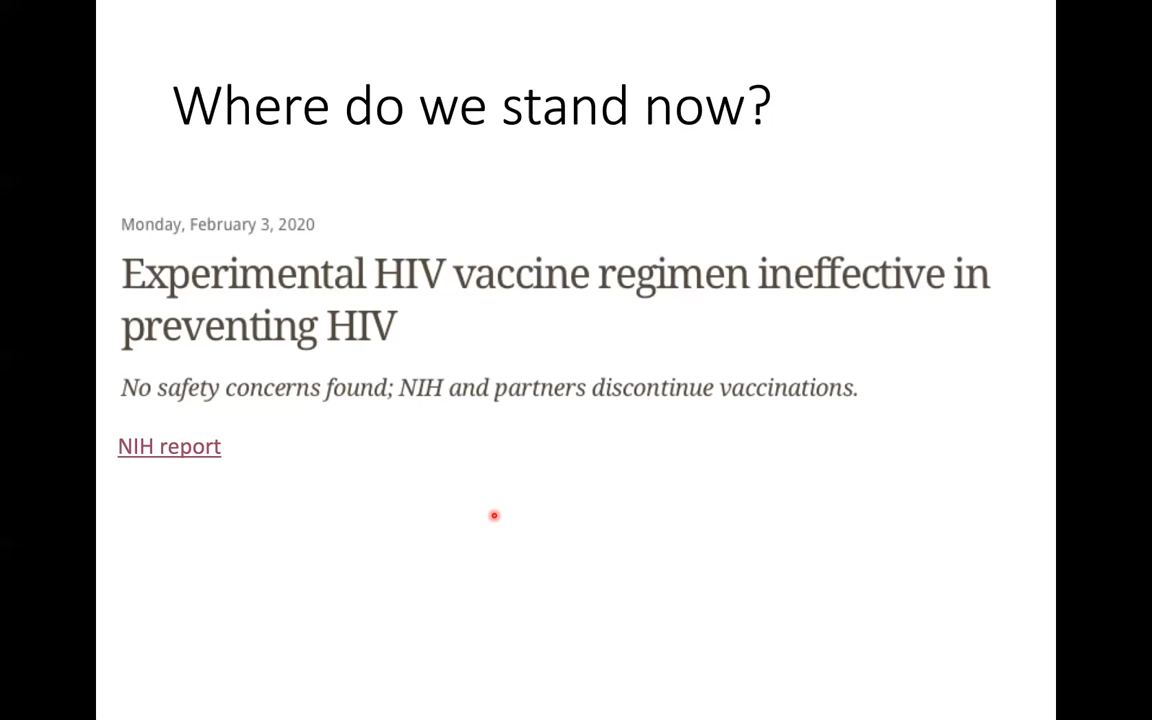 Where do we stand now?
Monday, February 3, 2020
Experimental HIV vaccine regimen ineffective in
preventing HIV
No safety concerns found; NIH and partners discontinue vaccinations.
NIH report